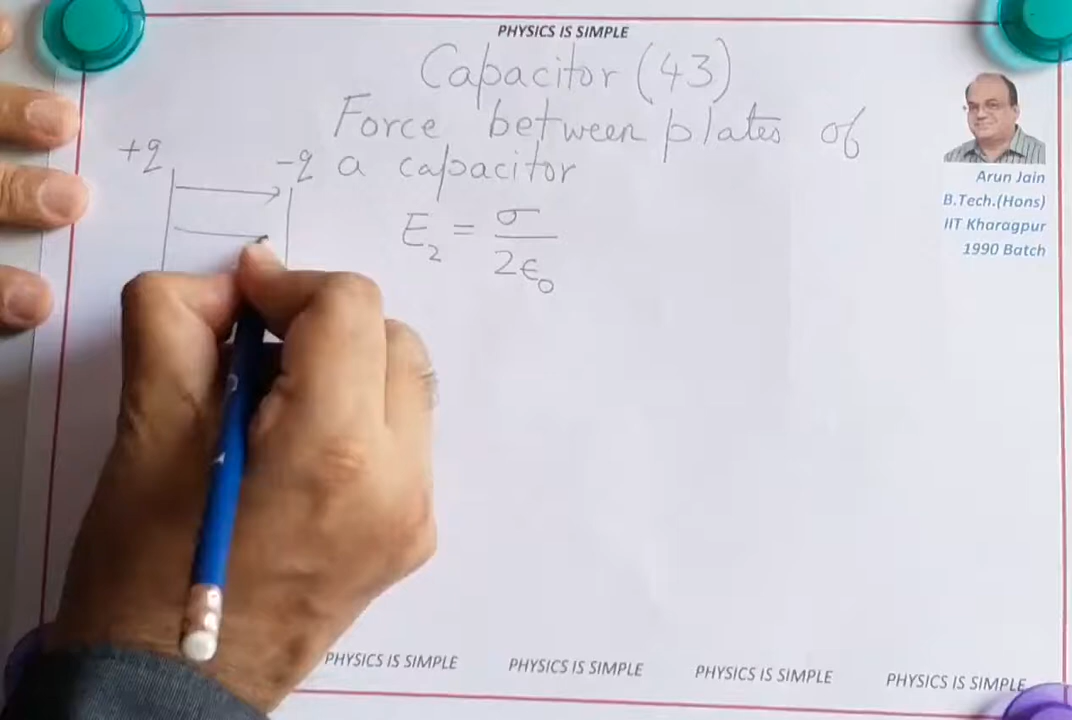 PHYSICS IS SIMPLE
Capacitor (43)
Force between plates of
a capacitor
+q
-q
E₂ = σ/2ϵ₀
Arun Jain
B.Tech.(Hons)
IIT Kharagpur
1990 Batch
PHYSICS IS SIMPLE PHYSICS IS SIMPLE PHYSICS IS SIMPLE PHYSICS IS SIMPLE